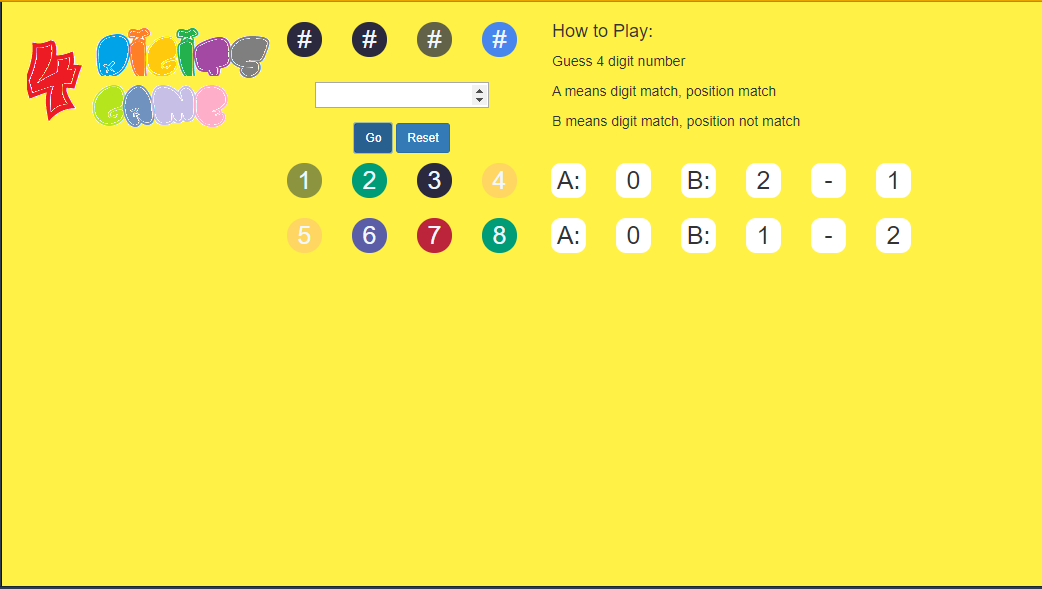 4 DIGITS
GAME
# # # #
Go Reset
How to Play:
Guess 4 digit number
A means digit match, position match
B means digit match, position not match
1 2 3 4 A: 0 B: 2 - 1
5 6 7 8 A: 0 B: 1 - 2